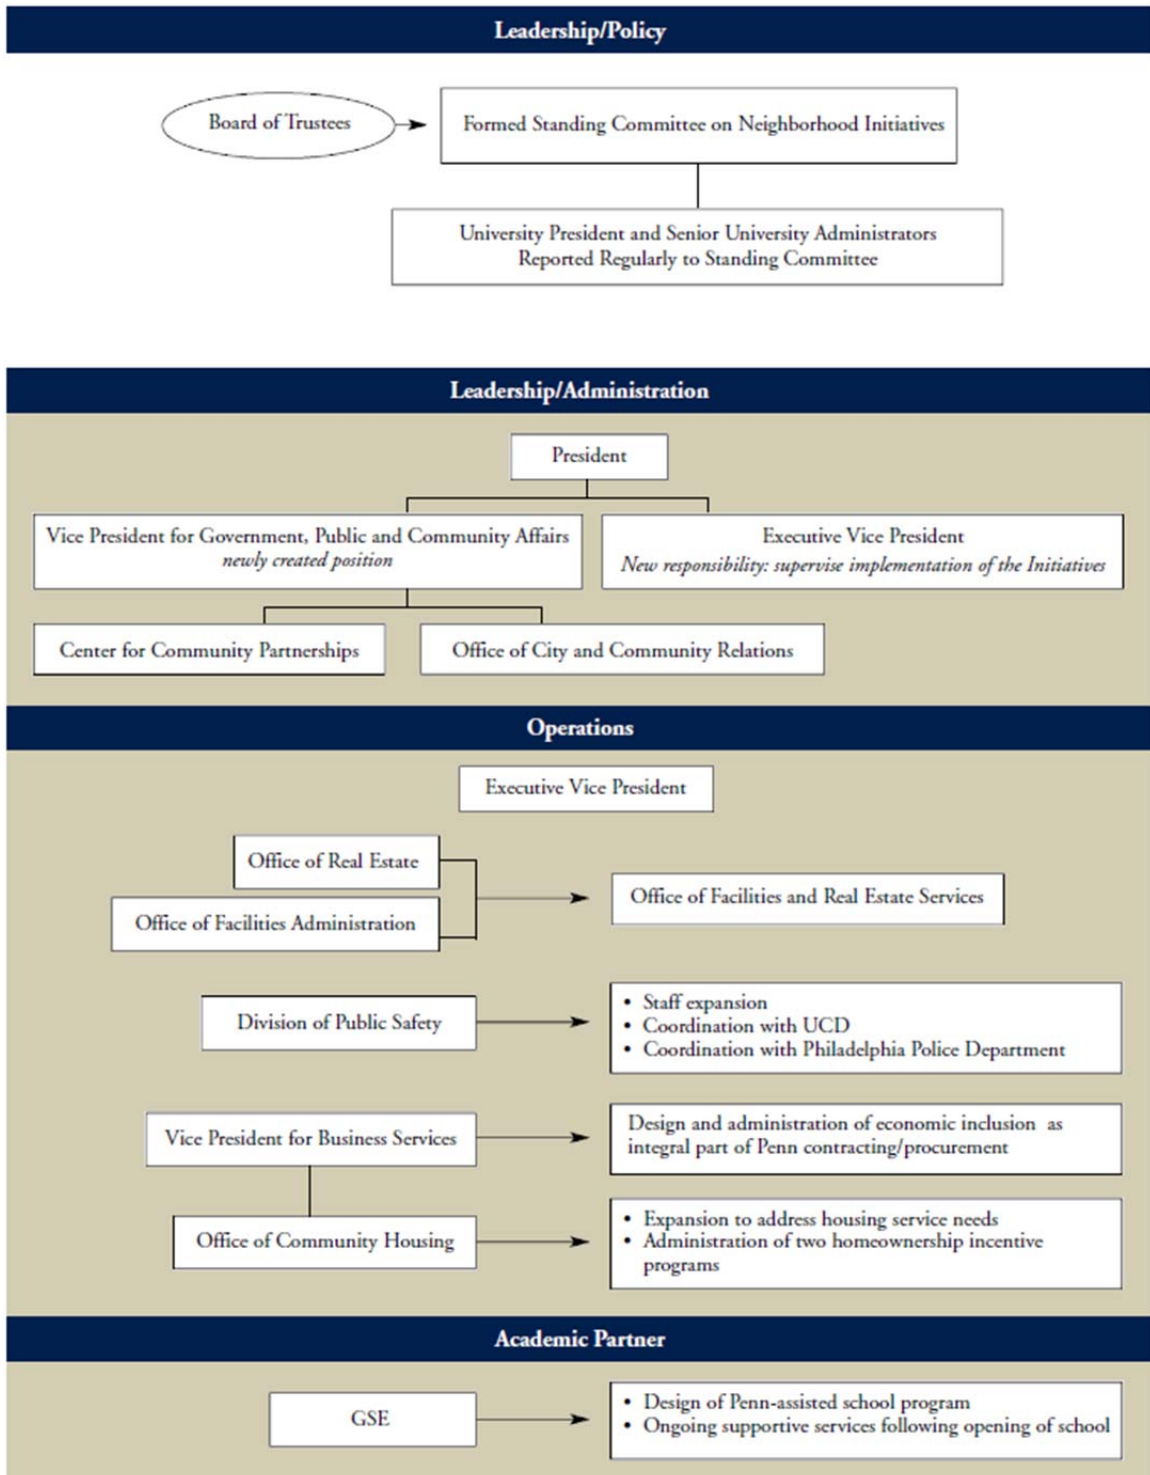 Leadership/Policy
Board of Trustees
Formed Standing Committee on Neighborhood Initiatives
University President and Senior University Administrators
Reported Regularly to Standing Committee
Leadership/Administration
President
Vice President for Government, Public and Community Affairs
newly created position
Executive Vice President
New responsibility: supervise implementation of the Initiatives
Center for Community Partnerships
Office of City and Community Relations
Operations
Executive Vice President
Office of Real Estate
Office of Facilities Administration
Office of Facilities and Real Estate Services
Division of Public Safety
• Staff expansion
• Coordination with UCD
• Coordination with Philadelphia Police Department
Vice President for Business Services
Design and administration of economic inclusion as
integral part of Penn contracting/procurement
Office of Community Housing
• Expansion to address housing service needs
• Administration of two homeownership incentive
programs
Academic Partner
GSE
• Design of Penn-assisted school program
• Ongoing supportive services following opening of school